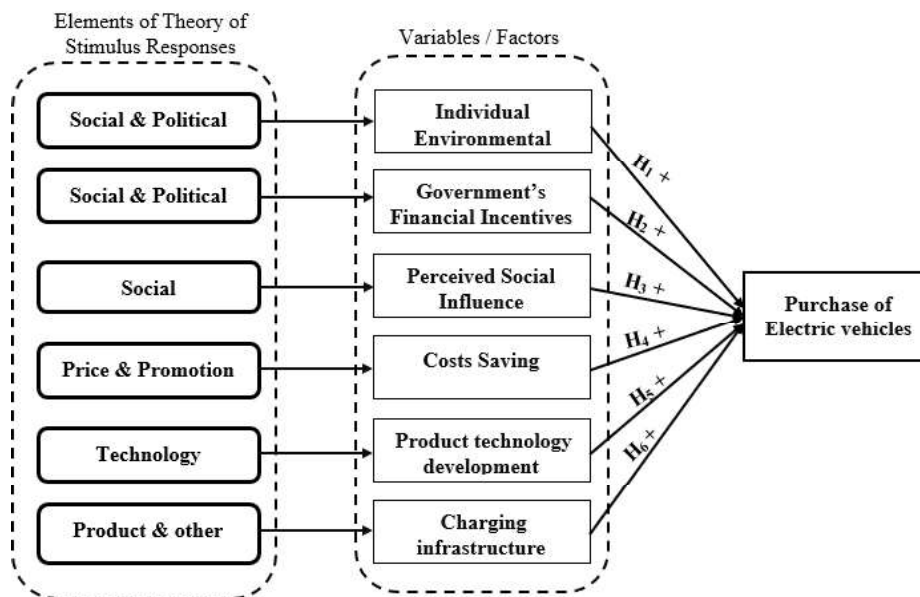 Elements of Theory of
Stimulus Responses
Variables / Factors
Social & Political
Individual
Environmental
H1 +
Social & Political
Government's
Financial Incentives
H2 +
Social
Perceived Social
Influence
H3 +
Purchase of
Electric vehicles
Price & Promotion
Costs Saving
H4 +
Technology
Product technology
development
H5 +
Product & other
Charging
infrastructure
H6 +